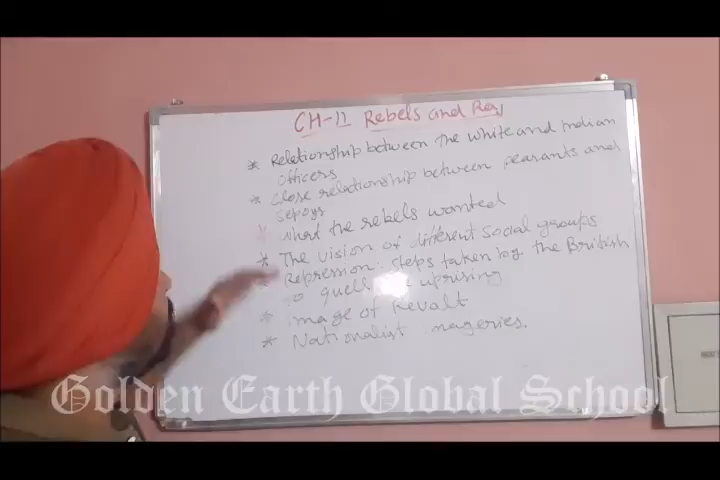 CH-11 Rebels and Raj
* Relationship between the white and Indian
officers
* Close relationship between peasants and
sepoys
* what the rebels wanted
* The vision of different social groups
* Repression: steps taken by the British
to quell the uprising
* image of Revolt
* Nationalist imageries.
Golden Earth Global School